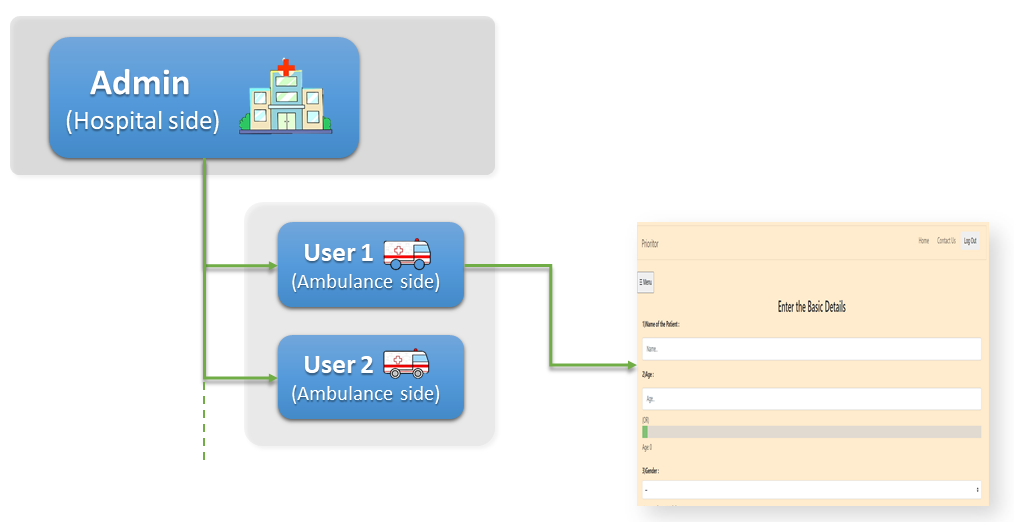 Admin
(Hospital side)
User 1
(Ambulance side)
User 2
(Ambulance side)
Prioritor
Home Contact Us Log Out
☰ Menu
Enter the Basic Details
1)Name of the Patient :
Name..
2)Age :
Age..
(OR)
Age: 0
3)Gender :
--